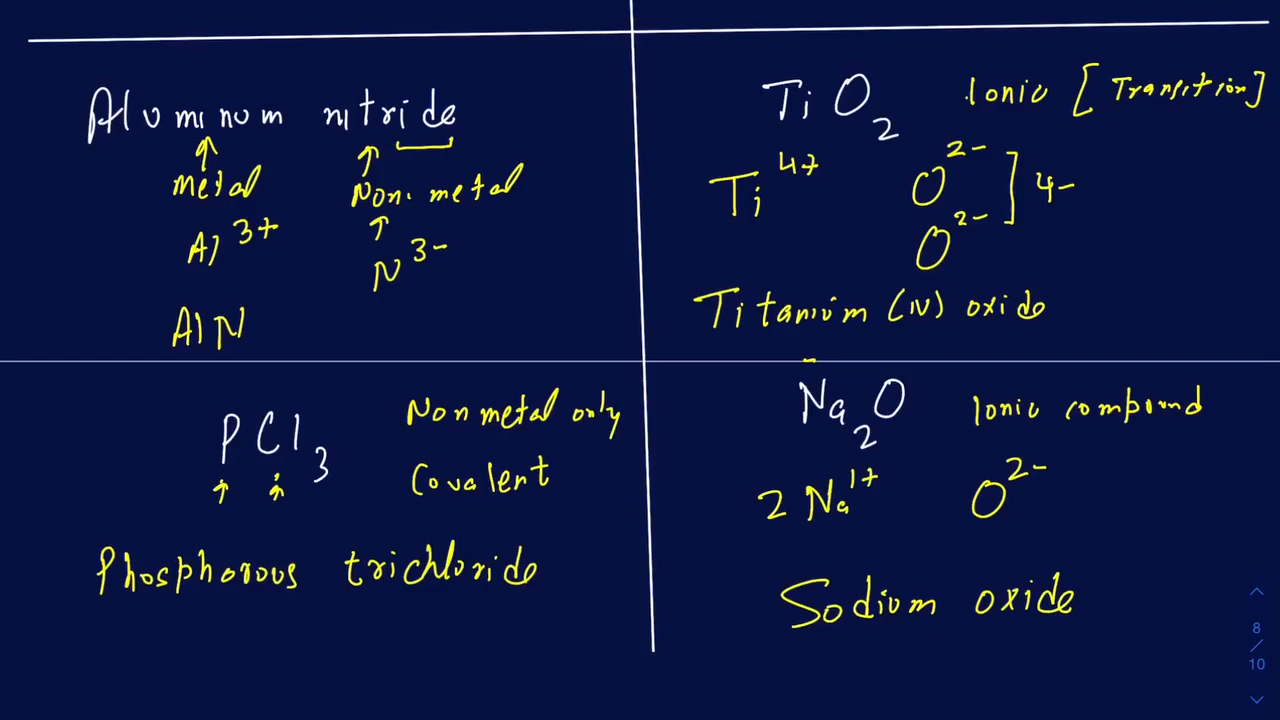 Aluminum nitride
Metal Non-metal
Al 3+ N 3-
AlN
TiO2 Ionic [Transition]
Ti 4+ O 2- ] 4-
O 2-
Titanium (IV) oxide
PCl3 Nonmetal only
Covalent
Phosphorous trichloride
Na2O Ionic compound
2 Na 1+ O 2-
Sodium oxide
8
/
10